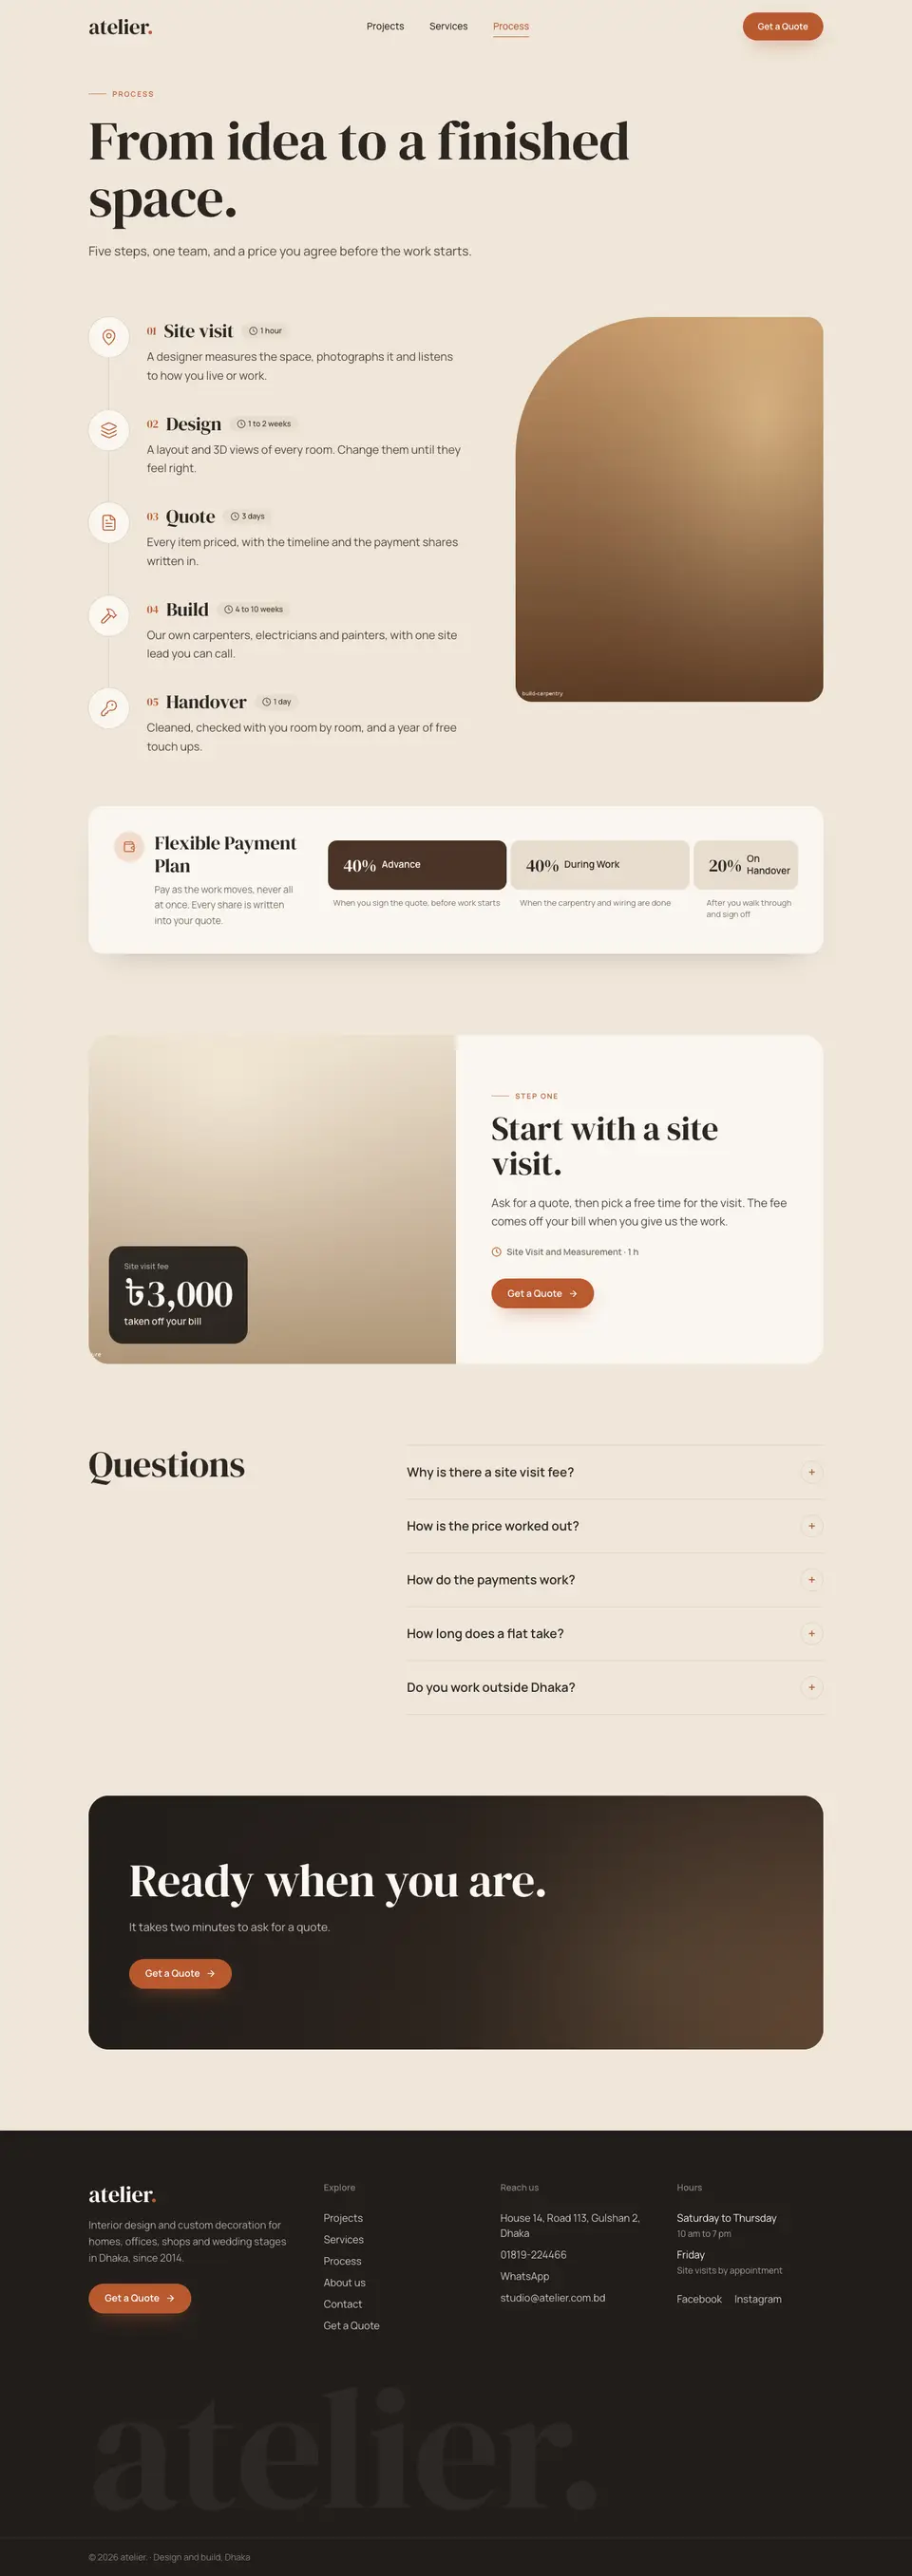 atelier.
Projects
Services
Process
Get a Quote
PROCESS
From idea to a finished
space.
Five steps, one team, and a price you agree before the work starts.
01 Site visit 1 hour
A designer measures the space, photographs it and listens
to how you live or work.
02 Design 1 to 2 weeks
A layout and 3D views of every room. Change them until they
feel right.
03 Quote 3 days
Every item priced, with the timeline and the payment shares
written in.
04 Build 4 to 10 weeks
Our own carpenters, electricians and painters, with one site
lead you can call.
05 Handover 1 day
Cleaned, checked with you room by room, and a year of free
touch ups.
build-carpentry
Flexible Payment
Plan
Pay as the work moves, never all
at once. Every share is written
into your quote.
40% Advance
When you sign the quote, before work starts
40% During Work
When the carpentry and wiring are done
20% On
Handover
After you walk through
and sign off
Site visit fee
৳3,000
taken off your bill
STEP ONE
Start with a site
visit.
Ask for a quote, then pick a free time for the visit. The fee
comes off your bill when you give us the work.
Site Visit and Measurement · 1 h
Get a Quote
Questions
Why is there a site visit fee?
How is the price worked out?
How do the payments work?
How long does a flat take?
Do you work outside Dhaka?
Ready when you are.
It takes two minutes to ask for a quote.
Get a Quote
atelier.
Interior design and custom decoration for
homes, offices, shops and wedding stages
in Dhaka, since 2014.
Get a Quote
Explore
Projects
Services
Process
About us
Contact
Get a Quote
Reach us
House 14, Road 113, Gulshan 2,
Dhaka
01819-224466
WhatsApp
studio@atelier.com.bd
Hours
Saturday to Thursday
10 am to 7 pm
Friday
Site visits by appointment
Facebook Instagram
atelier.
© 2026 atelier. · Design and build, Dhaka